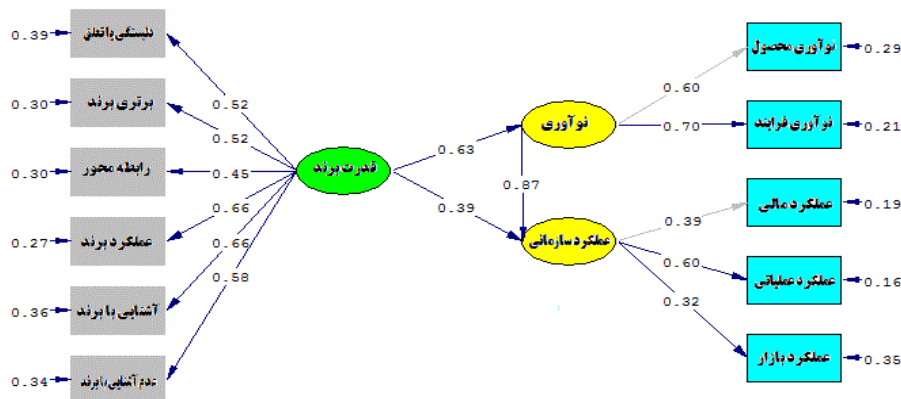 0.39 دلبستگی یا تعلق
0.30 برتری برند
0.30 رابطه محور
0.27 عملکرد برند
0.36 آشنایی با برند
0.34 عدم آشنایی با برند
0.52
0.52
0.45
0.66
0.66
0.58
قدرت برند
0.63
0.39
نوآوری
0.87
عملکرد سازمانی
0.60
0.70
0.39
0.60
0.32
نوآوری محصول 0.29
نوآوری فرایند 0.21
عملکرد مالی 0.19
عملکرد عملیاتی 0.16
عملکرد بازار 0.35